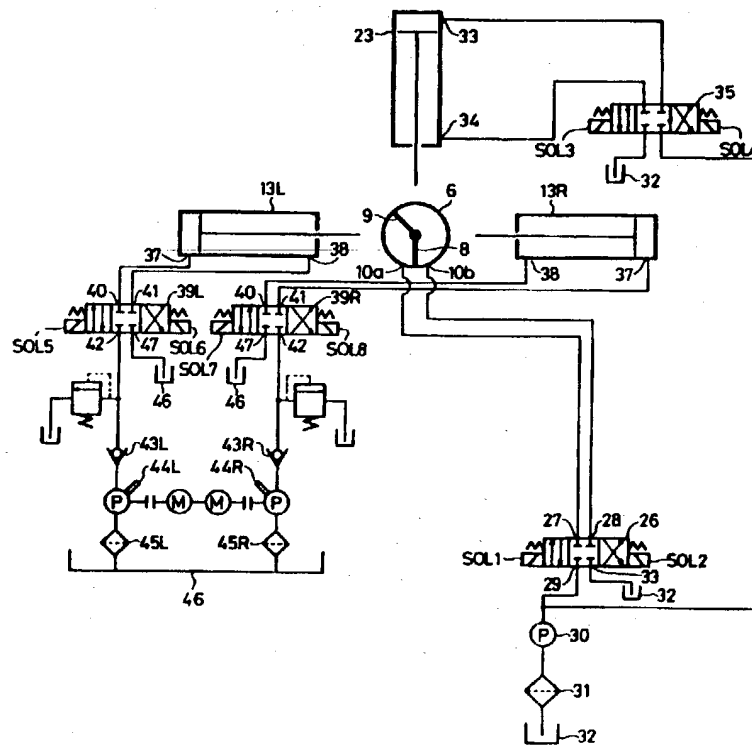 23
33
35
34
SOL3
SOL4
32
13L
9
6
13R
37
38
10a
8
10b
38
37
40
41
39L
40
41
39R
SOL5
42
47
SOL6
SOL7
47
42
SOL8
46
46
43L
43R
44L
44R
P
M
M
P
45L
45R
46
27
28
26
SOL1
SOL2
29
33
32
P
30
31
32